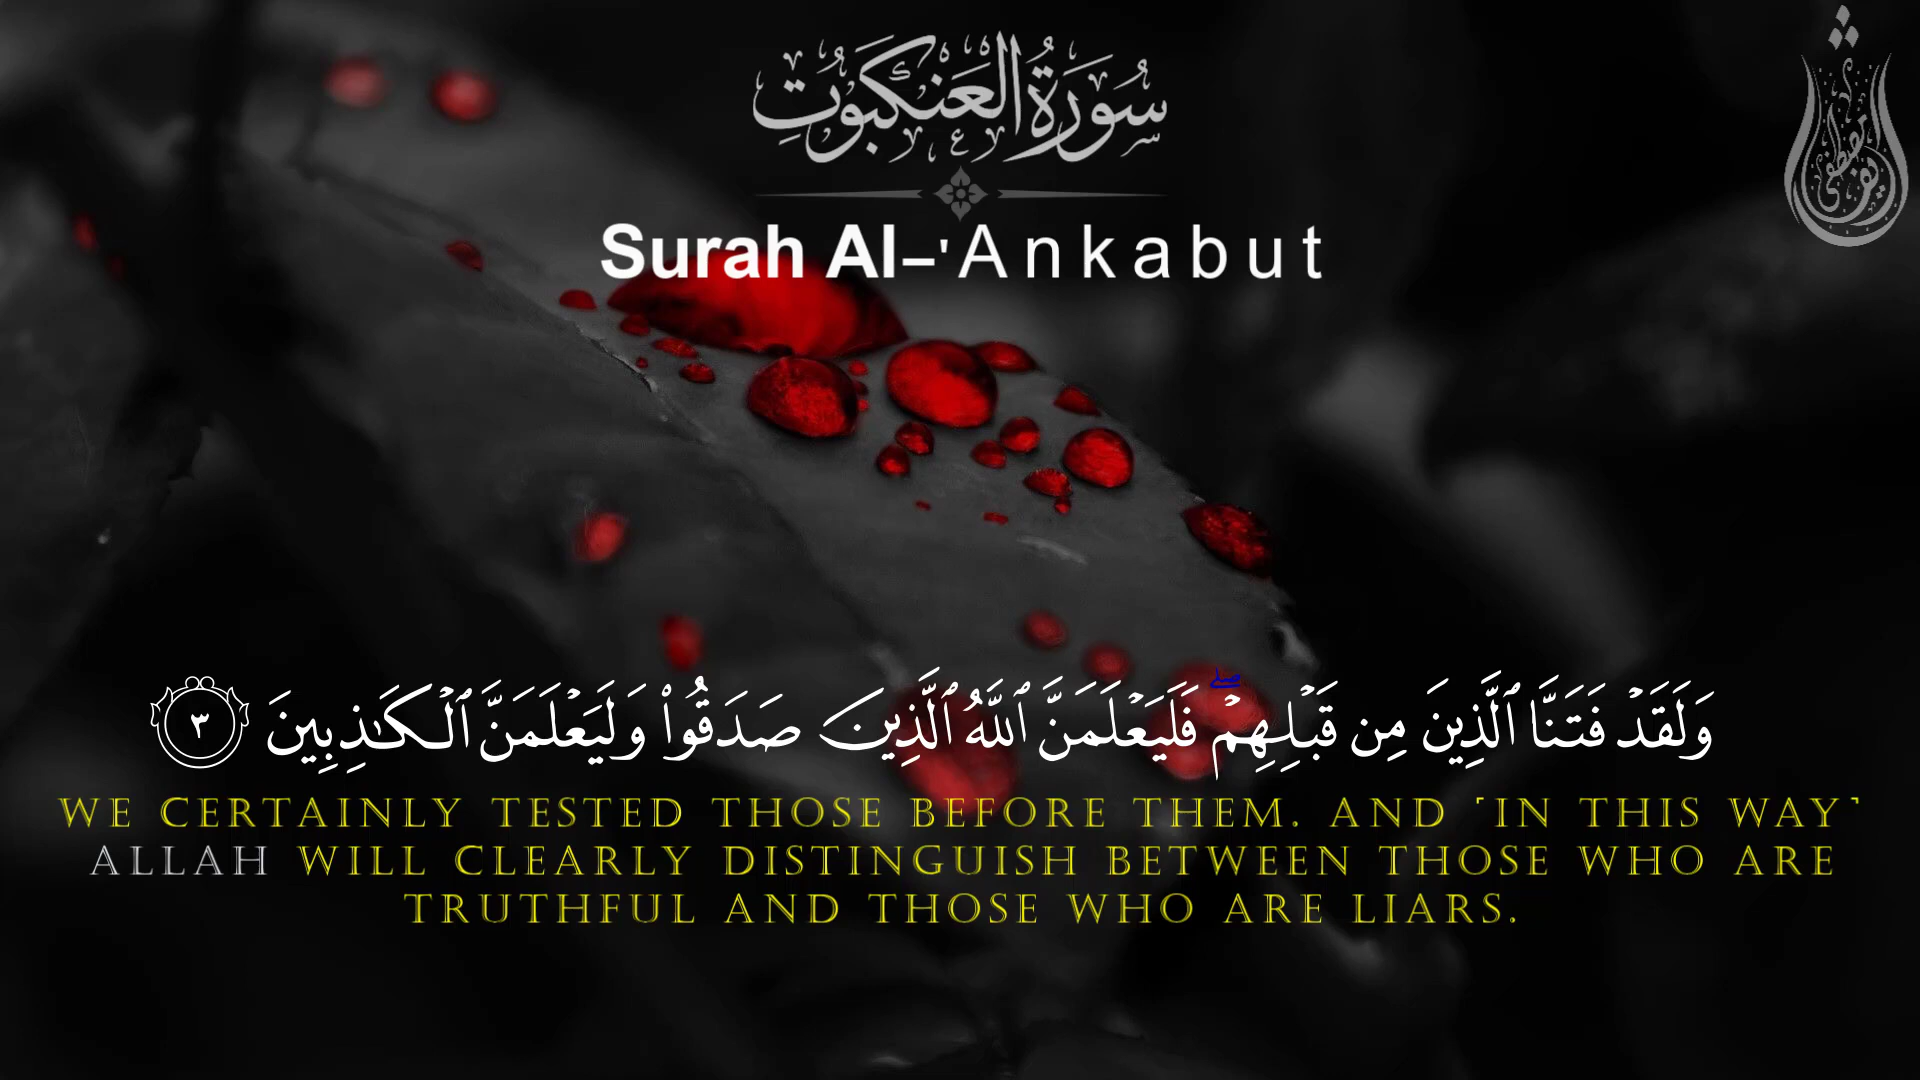 سُورَةُ العَنكَبُوتِ
Surah Al-'Ankabut
وَلَقَدْ فَتَنَّا ٱلَّذِينَ مِن قَبْلِهِمْ ۖ فَلَيَعْلَمَنَّ ٱللَّهُ ٱلَّذِينَ صَدَقُوا۟ وَلَيَعْلَمَنَّ ٱلْكَـٰذِبِينَ ٣
WE CERTAINLY TESTED THOSE BEFORE THEM. AND ˹IN THIS WAY˺
ALLAH WILL CLEARLY DISTINGUISH BETWEEN THOSE WHO ARE
TRUTHFUL AND THOSE WHO ARE LIARS.